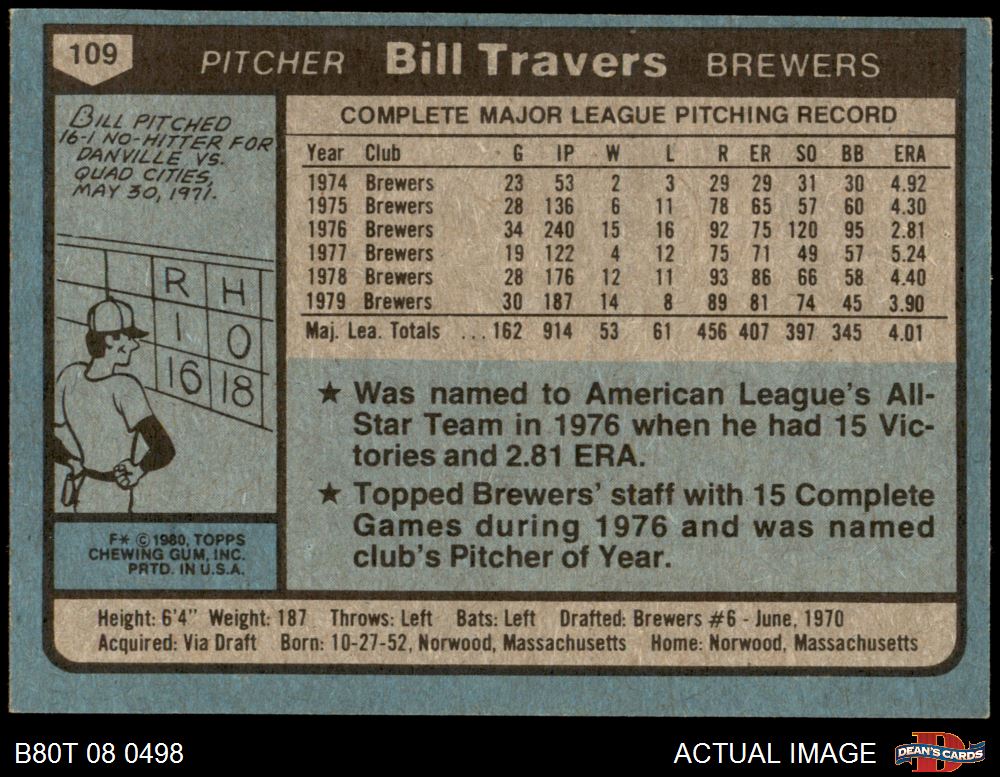 109 PITCHER Bill Travers BREWERS
BILL PITCHED
16-1 NO-HITTER FOR
DANVILLE VS.
QUAD CITIES,
MAY 30, 1971.
R H
1 0
16 18
COMPLETE MAJOR LEAGUE PITCHING RECORD
Year Club G IP W L R ER SO BB ERA
1974 Brewers 23 53 2 3 29 29 31 30 4.92
1975 Brewers 28 136 6 11 78 65 57 60 4.30
1976 Brewers 34 240 15 16 92 75 120 95 2.81
1977 Brewers 19 122 4 12 75 71 49 57 5.24
1978 Brewers 28 176 12 11 93 86 66 58 4.40
1979 Brewers 30 187 14 8 89 81 74 45 3.90
Maj. Lea. Totals ... 162 914 53 61 456 407 397 345 4.01
★ Was named to American League's All-
Star Team in 1976 when he had 15 Vic-
tories and 2.81 ERA.
★ Topped Brewers' staff with 15 Complete
Games during 1976 and was named
club's Pitcher of Year.
F* © 1980, TOPPS
CHEWING GUM, INC.
PRTD. IN U.S.A.
Height: 6'4" Weight: 187 Throws: Left Bats: Left Drafted: Brewers #6 - June, 1970
Acquired: Via Draft Born: 10-27-52, Norwood, Massachusetts Home: Norwood, Massachusetts
B80T 08 0498 ACTUAL IMAGE
D
DEAN'S CARDS